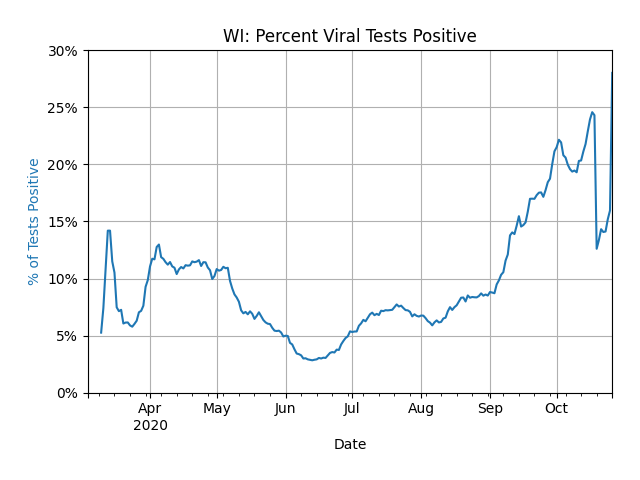 WI: Percent Viral Tests Positive
30%
25%
20%
15%
10%
5%
0%
% of Tests Positive
Apr May Jun Jul Aug Sep Oct
2020
Date